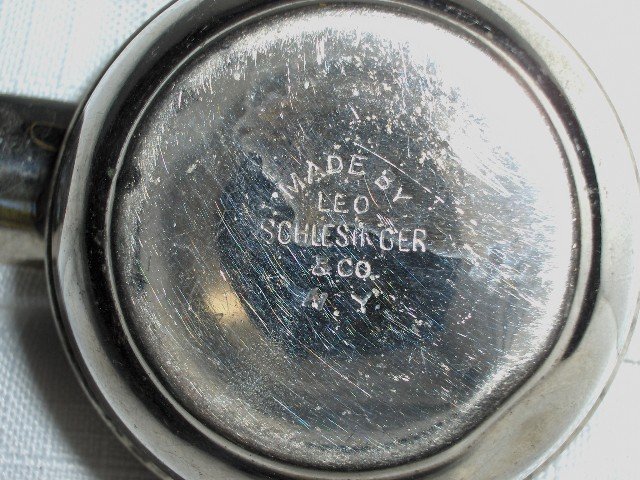 MADE BY
LEO
SCHLESINGER
& CO.
N.Y.